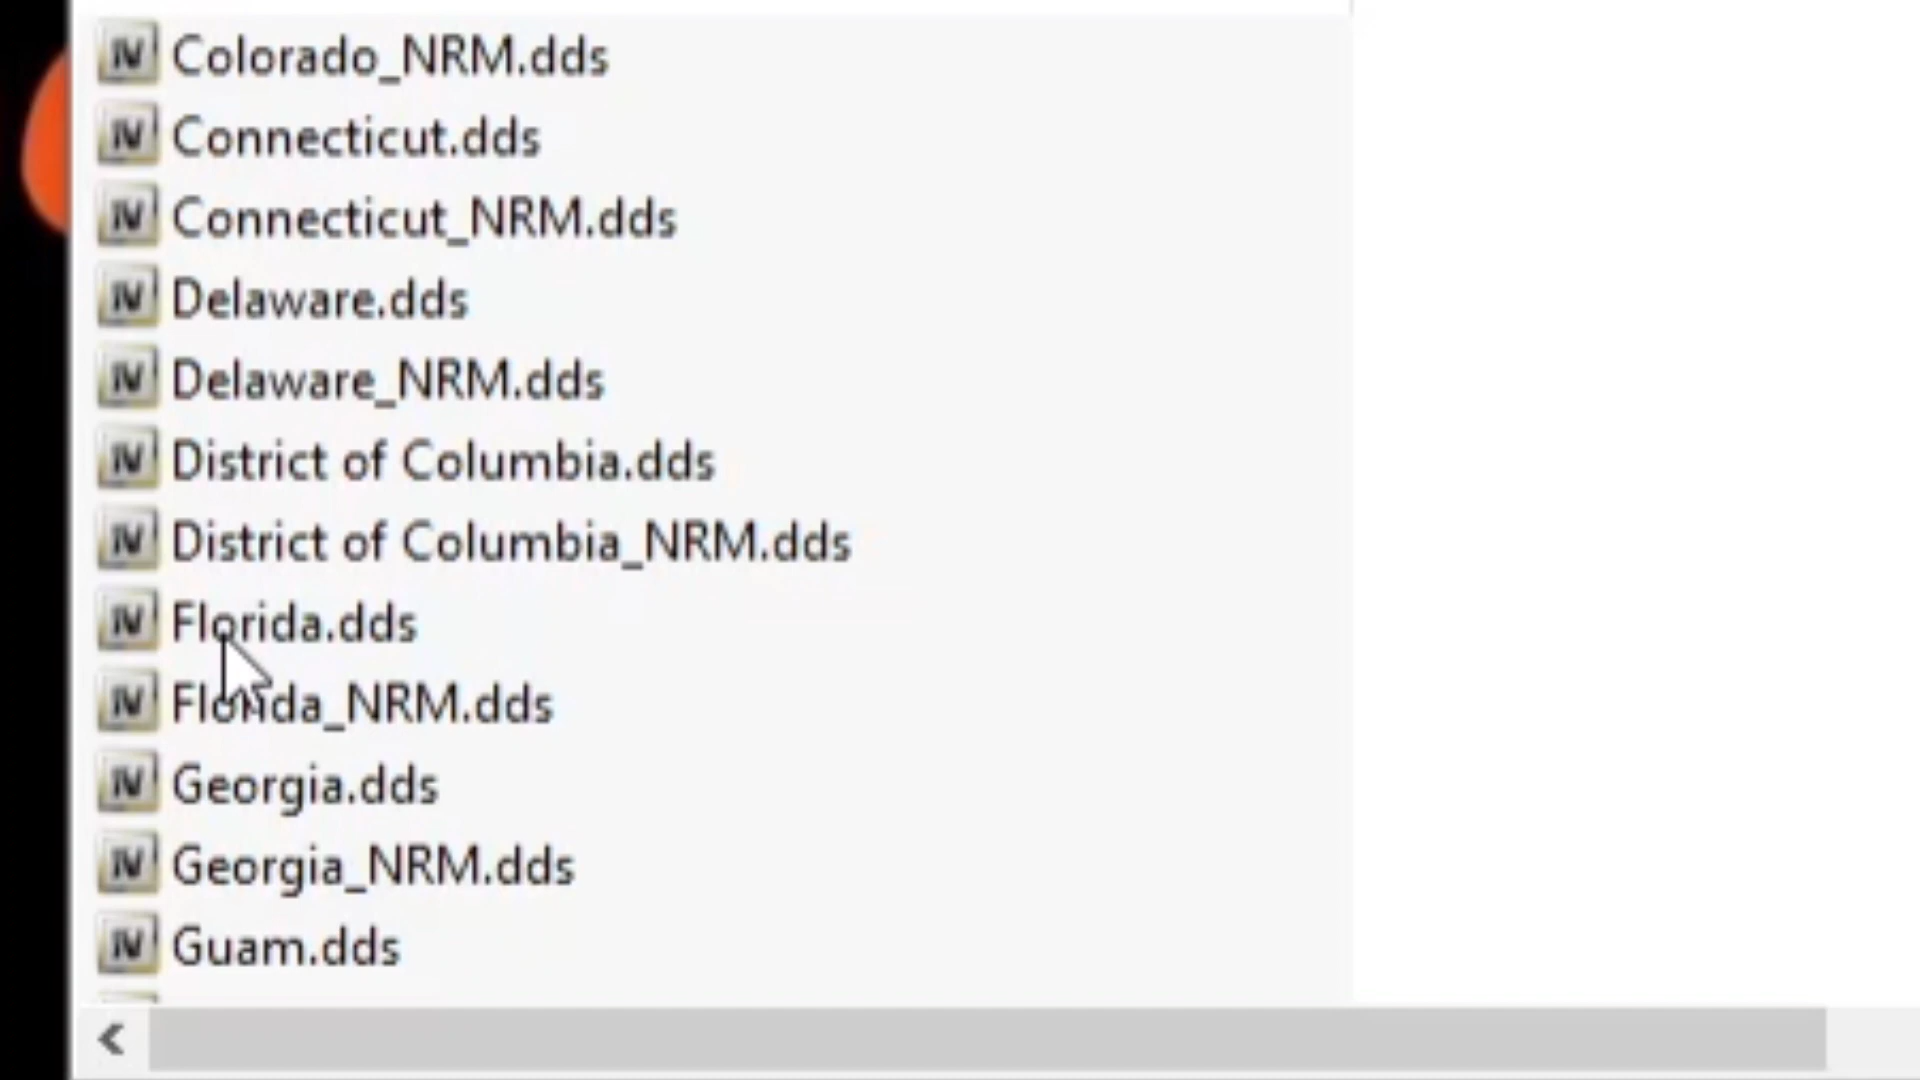 Colorado_NRM.dds
Connecticut.dds
Connecticut_NRM.dds
Delaware.dds
Delaware_NRM.dds
District of Columbia.dds
District of Columbia_NRM.dds
Florida.dds
Florida_NRM.dds
Georgia.dds
Georgia_NRM.dds
Guam.dds